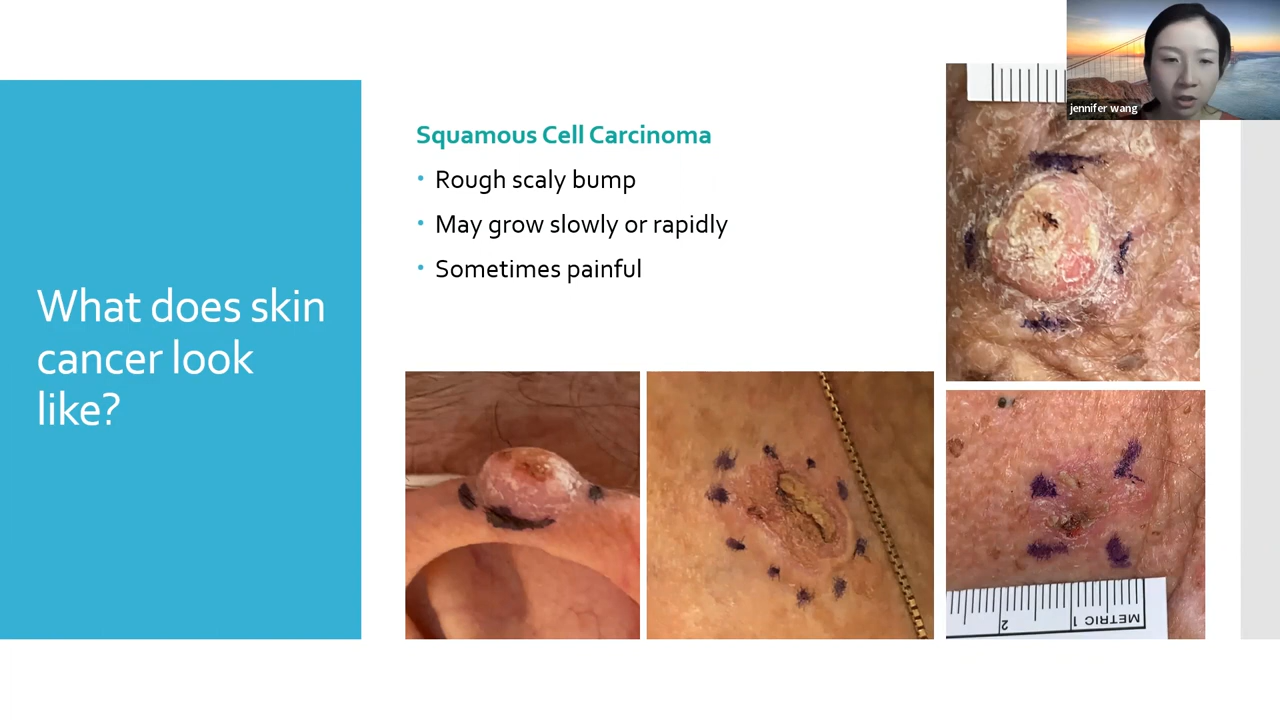 jennifer wang
What does skin
cancer look
like?
Squamous Cell Carcinoma
• Rough scaly bump
• May grow slowly or rapidly
• Sometimes painful
2
METRIC 1